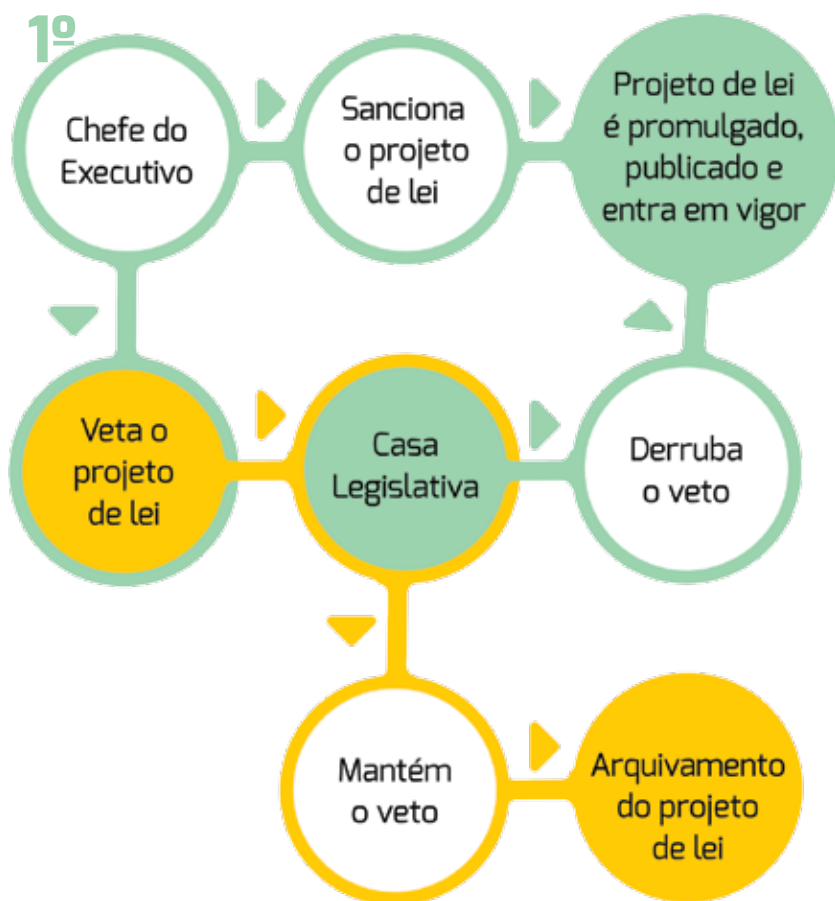 1º
Chefe do
Executivo
Sanciona
o projeto
de lei
Projeto de lei
é promulgado,
publicado e
entra em vigor
Veta o
projeto
de lei
Casa
Legislativa
Derruba
o veto
Mantém
o veto
Arquivamento
do projeto
de lei